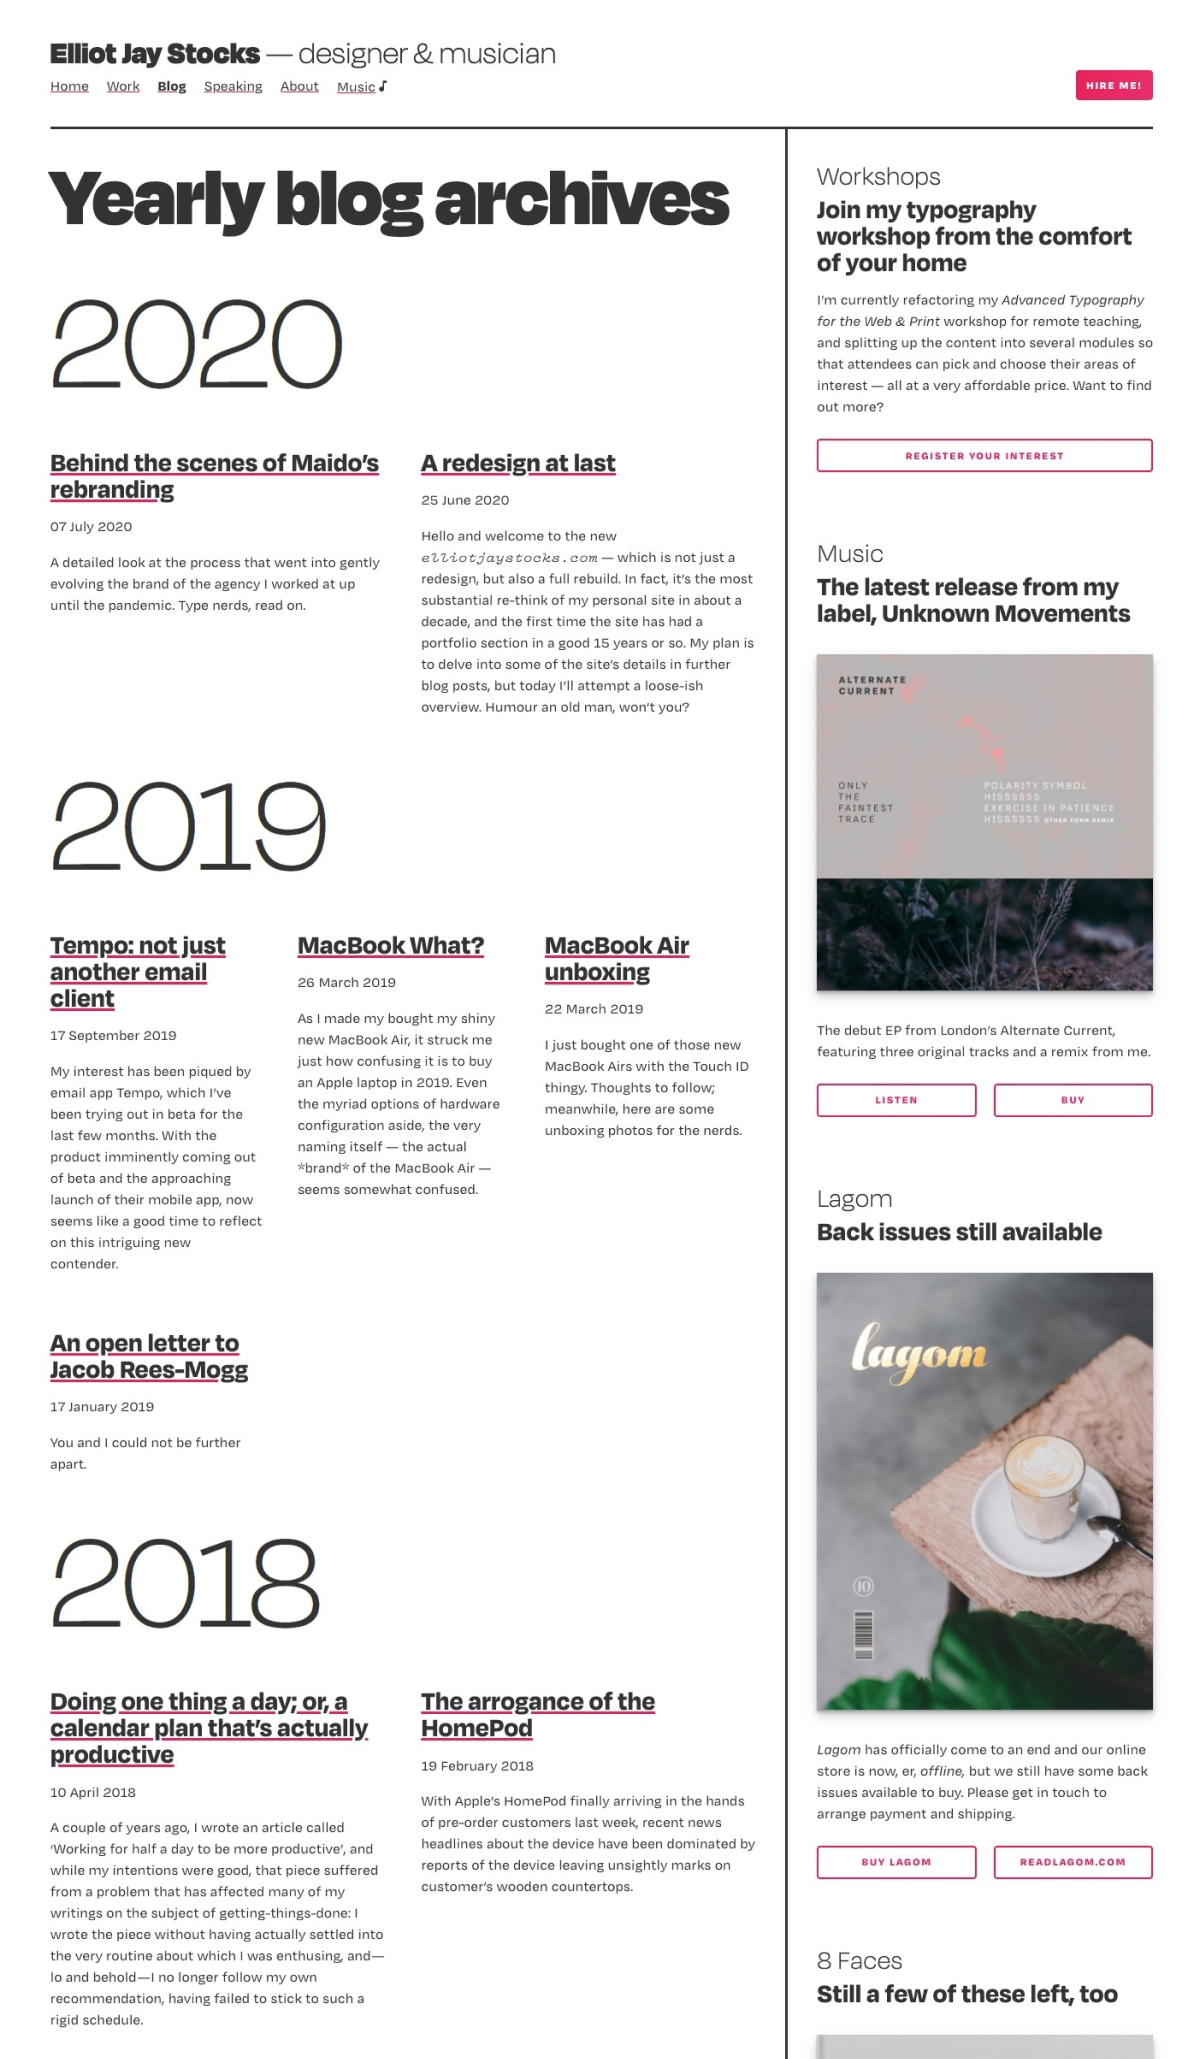 Elliot Jay Stocks — designer & musician
Home Work Blog Speaking About Music
HIRE ME!
Yearly blog archives
2020
Behind the scenes of Maido’s
rebranding
07 July 2020
A detailed look at the process that went into gently
evolving the brand of the agency I worked at up
until the pandemic. Type nerds, read on.
A redesign at last
25 June 2020
Hello and welcome to the new
elliotjaystocks.com — which is not just a
redesign, but also a full rebuild. In fact, it’s the most
substantial re-think of my personal site in about a
decade, and the first time the site has had a
portfolio section in a good 15 years or so. My plan is
to delve into some of the site’s details in further
blog posts, but today I’ll attempt a loose-ish
overview. Humour an old man, won’t you?
2019
Tempo: not just
another email
client
17 September 2019
My interest has been piqued by
email app Tempo, which I’ve
been trying out in beta for the
last few months. With the
product imminently coming out
of beta and the approaching
launch of their mobile app, now
seems like a good time to reflect
on this intriguing new
contender.
MacBook What?
26 March 2019
As I made my bought my shiny
new MacBook Air, it struck me
just how confusing it is to buy
an Apple laptop in 2019. Even
the myriad options of hardware
configuration aside, the very
naming itself — the actual
*brand* of the MacBook Air —
seems somewhat confused.
MacBook Air
unboxing
22 March 2019
I just bought one of those new
MacBook Airs with the Touch ID
thingy. Thoughts to follow;
meanwhile, here are some
unboxing photos for the nerds.
An open letter to
Jacob Rees-Mogg
17 January 2019
You and I could not be further
apart.
2018
Doing one thing a day; or, a
calendar plan that’s actually
productive
10 April 2018
A couple of years ago, I wrote an article called
‘Working for half a day to be more productive’, and
while my intentions were good, that piece suffered
from a problem that has affected many of my
writings on the subject of getting-things-done: I
wrote the piece without having actually settled into
the very routine about which I was enthusing, and—
lo and behold—I no longer follow my own
recommendation, having failed to stick to such a
rigid schedule.
The arrogance of the
HomePod
19 February 2018
With Apple’s HomePod finally arriving in the hands
of pre-order customers last week, recent news
headlines about the device have been dominated by
reports of the device leaving unsightly marks on
customer’s wooden countertops.
Workshops
Join my typography
workshop from the comfort
of your home
I’m currently refactoring my Advanced Typography
for the Web & Print workshop for remote teaching,
and splitting up the content into several modules so
that attendees can pick and choose their areas of
interest — all at a very affordable price. Want to find
out more?
REGISTER YOUR INTEREST
Music
The latest release from my
label, Unknown Movements
ALTERNATE
CURRENT
ONLY
THE
FAINTEST
TRACE
POLARITY SYMBOL
HISSSSSS
EXERCISE IN PATIENCE
HISSSSSS OTHER FORM REMIX
The debut EP from London’s Alternate Current,
featuring three original tracks and a remix from me.
LISTEN
BUY
Lagom
Back issues still available
lagom
10
Lagom has officially come to an end and our online
store is now, er, offline, but we still have some back
issues available to buy. Please get in touch to
arrange payment and shipping.
BUY LAGOM
READLAGOM.COM
8 Faces
Still a few of these left, too